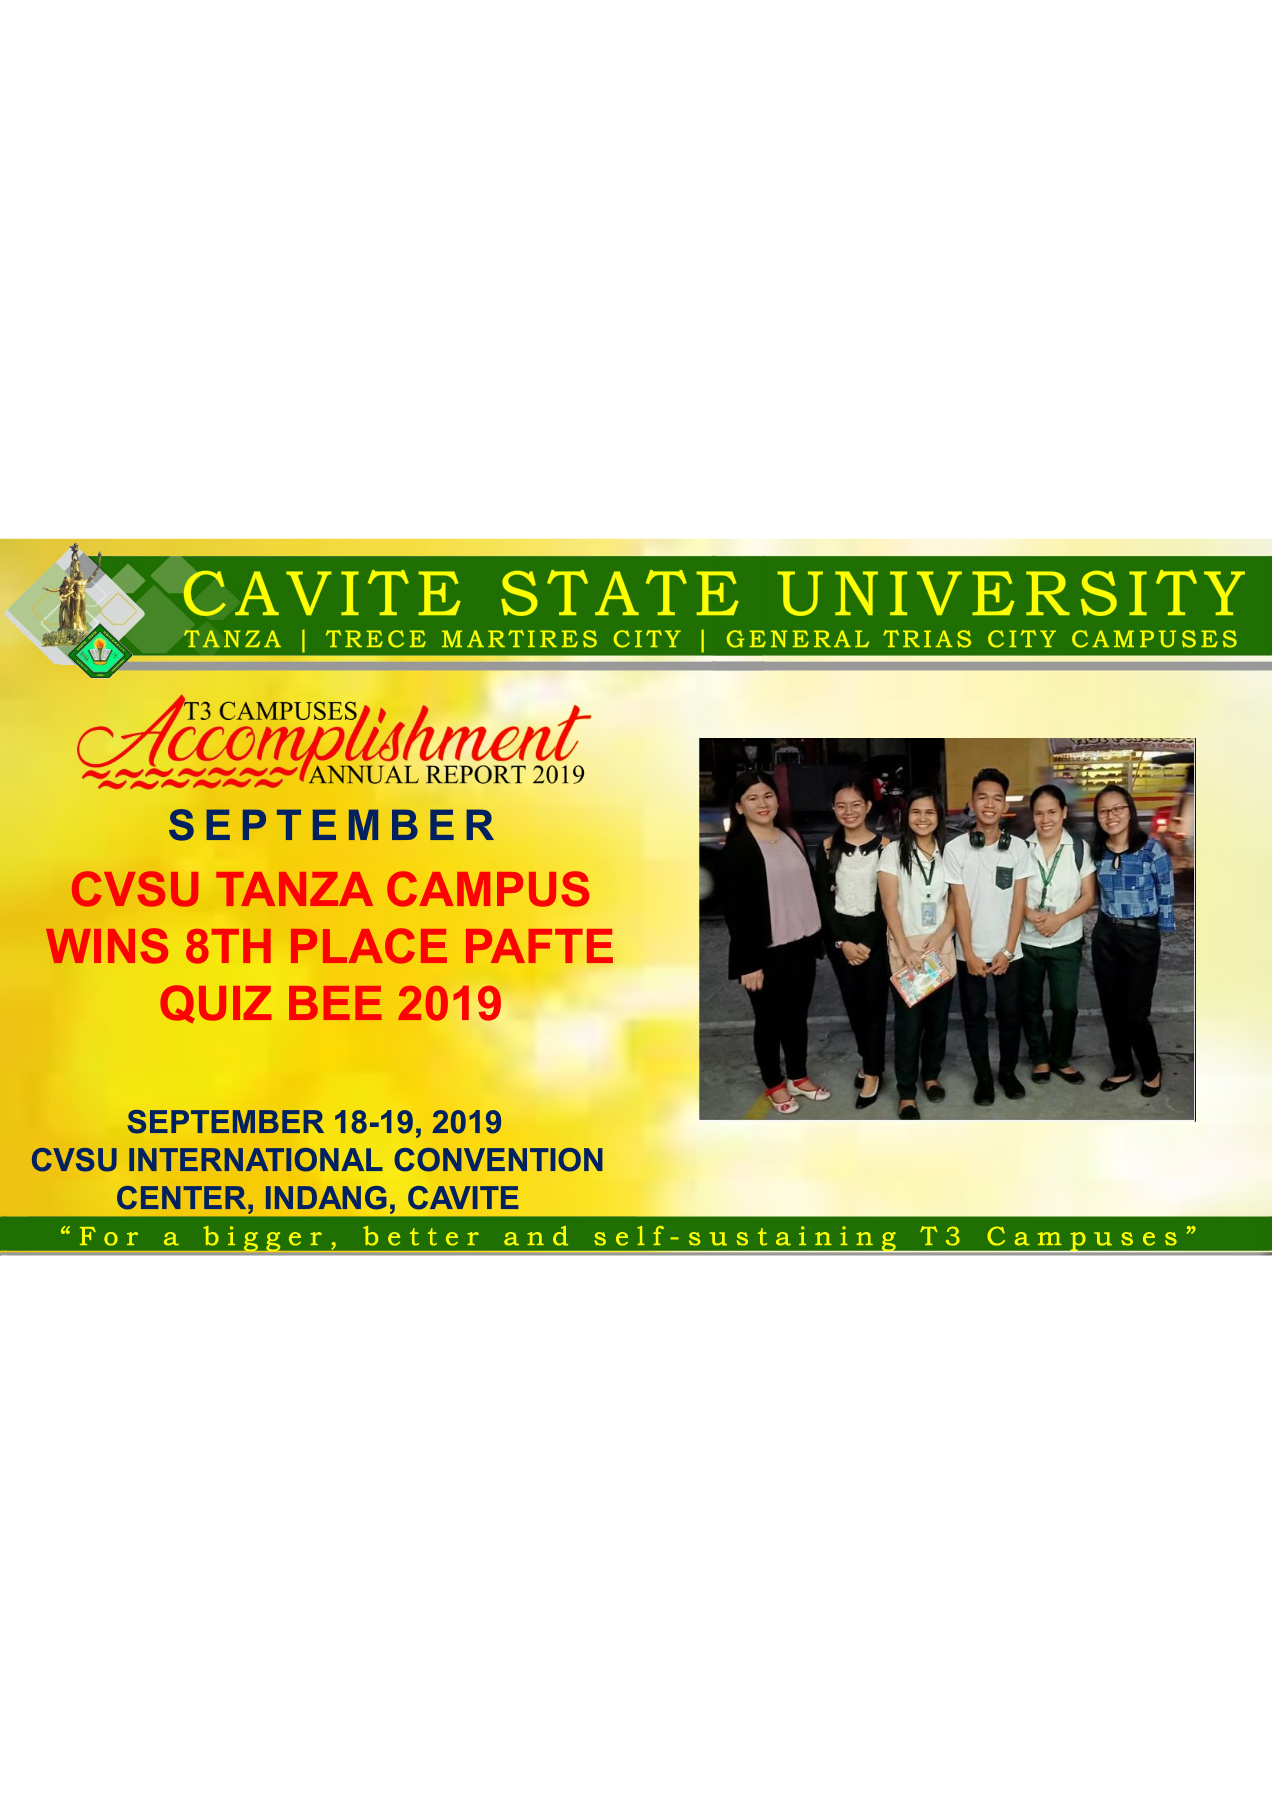 CAVITE STATE UNIVERSITY
TANZA | TRECE MARTIRES CITY | GENERAL TRIAS CITY CAMPUSES
T3 CAMPUSES
Accomplishment
ANNUAL REPORT 2019
SEPTEMBER
CVSU TANZA CAMPUS
WINS 8TH PLACE PAFTE
QUIZ BEE 2019
SEPTEMBER 18-19, 2019
CVSU INTERNATIONAL CONVENTION
CENTER, INDANG, CAVITE
“For a bigger, better and self-sustaining T3 Campuses”